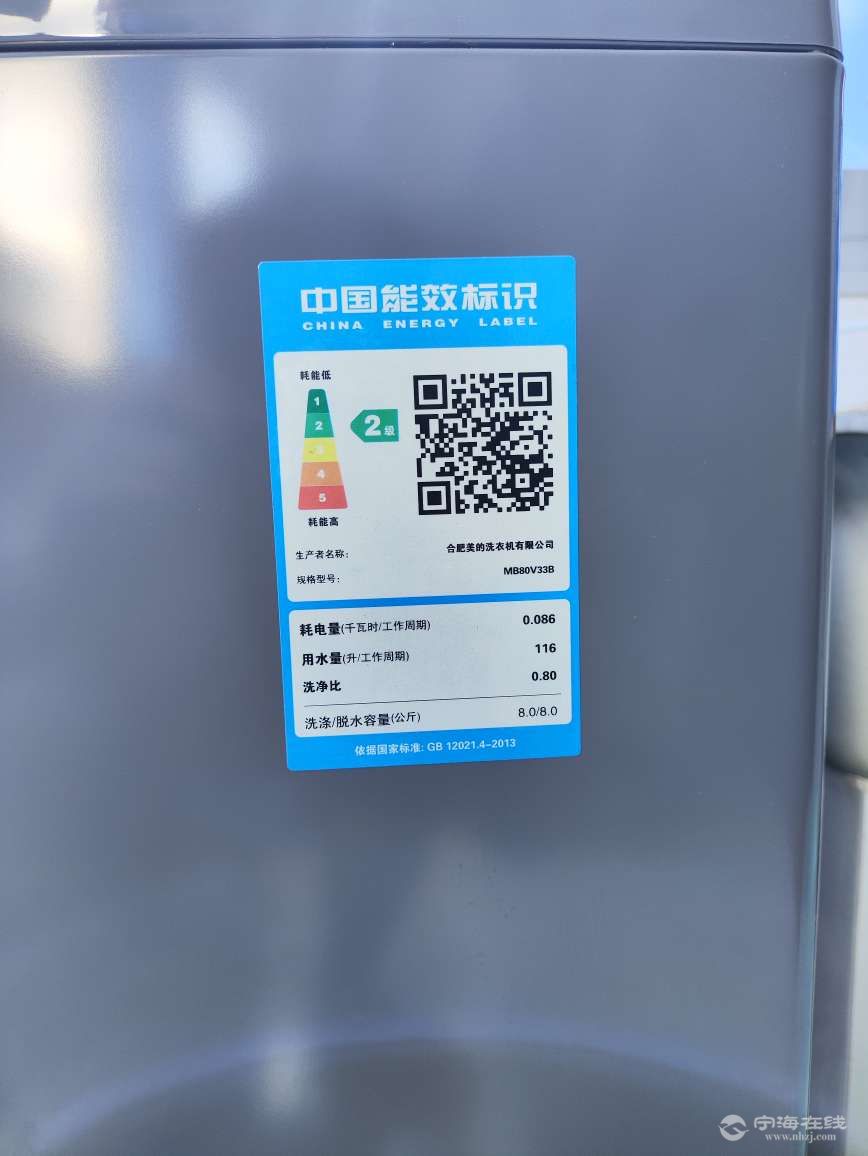 中国能效标识
CHINA ENERGY LABEL
耗能低
1
2
3
4
5
2级
耗能高
生产者名称: 合肥美的洗衣机有限公司
规格型号: MB80V33B
耗电量(千瓦时/工作周期) 0.086
用水量(升/工作周期) 116
洗净比 0.80
洗涤/脱水容量(公斤) 8.0/8.0
依据国家标准: GB 12021.4-2013
宁海在线
www.nhzj.com